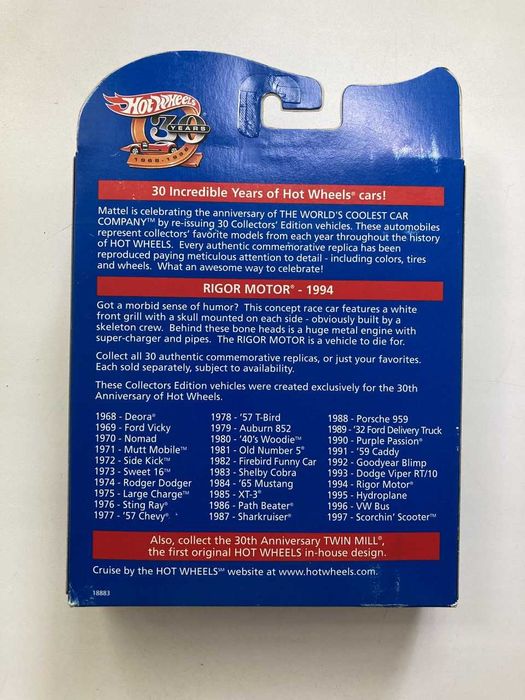 Hot Wheels
30
YEARS
1968-1998
30 Incredible Years of Hot Wheels® cars!
Mattel is celebrating the anniversary of THE WORLD'S COOLEST CAR
COMPANY™ by re-issuing 30 Collectors' Edition vehicles. These automobiles
represent collectors' favorite models from each year throughout the history
of HOT WHEELS. Every authentic commemorative replica has been
reproduced paying meticulous attention to detail - including colors, tires
and wheels. What an awesome way to celebrate!
RIGOR MOTOR® - 1994
Got a morbid sense of humor? This concept race car features a white
front grill with a skull mounted on each side - obviously built by a
skeleton crew. Behind these bone heads is a huge metal engine with
super-charger and pipes. The RIGOR MOTOR is a vehicle to die for.
Collect all 30 authentic commemorative replicas, or just your favorites.
Each sold separately, subject to availability.
These Collectors Edition vehicles were created exclusively for the 30th
Anniversary of Hot Wheels.
1968 - Deora®
1969 - Ford Vicky
1970 - Nomad
1971 - Mutt Mobile™
1972 - Side Kick™
1973 - Sweet 16™
1974 - Rodger Dodger
1975 - Large Charge™
1976 - Sting Ray®
1977 - '57 Chevy®
1978 - '57 T-Bird
1979 - Auburn 852
1980 - '40's Woodie™
1981 - Old Number 5®
1982 - Firebird Funny Car
1983 - Shelby Cobra
1984 - '65 Mustang
1985 - XT-3®
1986 - Path Beater®
1987 - Sharkruiser®
1988 - Porsche 959
1989 - '32 Ford Delivery Truck
1990 - Purple Passion®
1991 - '59 Caddy
1992 - Goodyear Blimp
1993 - Dodge Viper RT/10
1994 - Rigor Motor®
1995 - Hydroplane
1996 - VW Bus
1997 - Scorchin' Scooter™
Also, collect the 30th Anniversary TWIN MILL®,
the first original HOT WHEELS in-house design.
Cruise by the HOT WHEELS℠ website at www.hotwheels.com.
18883